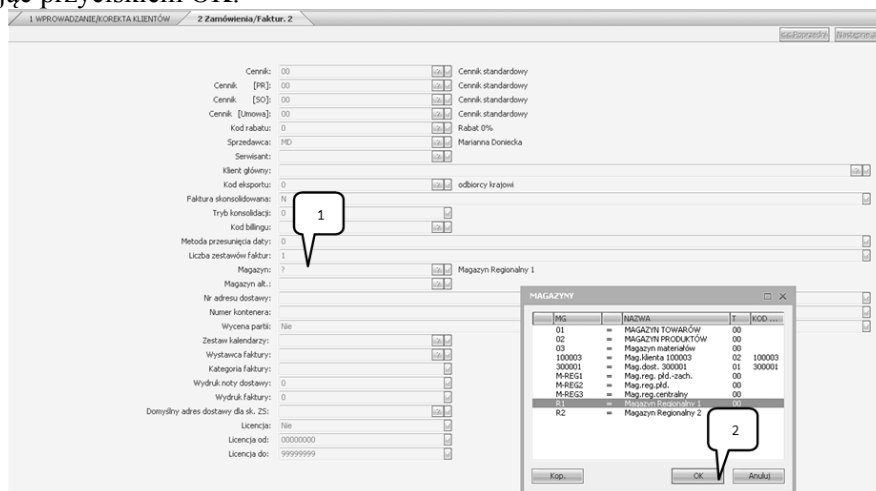 jąc przyciskiem OK.
1 WPROWADZANIE/KOREKTA KLIENTÓW 2 Zamówienia/Faktur. 2
<<Poprzedni Następne
Cennik: 00 Cennik standardowy
Cennik [PR]: 00 Cennik standardowy
Cennik [SO]: 00 Cennik standardowy
Cennik [Umowa]: 00 Cennik standardowy
Kod rabatu: 0 Rabat 0%
Sprzedawca: MD Marianna Doniecka
Serwisant:
Klient główny:
Kod eksportu: 0 odbiorcy krajowi
Faktura skonsolidowana: N
Tryb konsolidacji: 0
1
Kod billingu:
Metoda przesunięcia daty: 0
Liczba zestawów faktur: 1
Magazyn: ? Magazyn Regionalny 1
Magazyn alt.:
Nr adresu dostawy:
Numer kontenera:
Wycena partii: Nie
Zestaw kalendarzy:
Wystawca faktury:
Kategoria faktury:
Wydruk noty dostawy: 0
Wydruk faktury: 0
Domyślny adres dostawy dla sk. ZS:
Licencja: Nie
Licencja od: 00000000
Licencja do: 99999999
MAGAZYNY
MG NAZWA T. KOD ...
01 = MAGAZYN TOWARÓW 00
02 = MAGAZYN PRODUKTÓW 00
03 = Magazyn materiałów 00
100003 = Mag.klienta 100003 02 100003
300001 = Mag.dost. 300001 01 300001
M-REG1 = Mag.reg. płd.-zach. 00
M-REG2 = Mag.reg.płd. 00
M-REG3 = Mag.reg.centralny 00
R1 = Magazyn Regionalny 1 00
R2 = Magazyn Regionalny 2
2
Kop. OK Anuluj